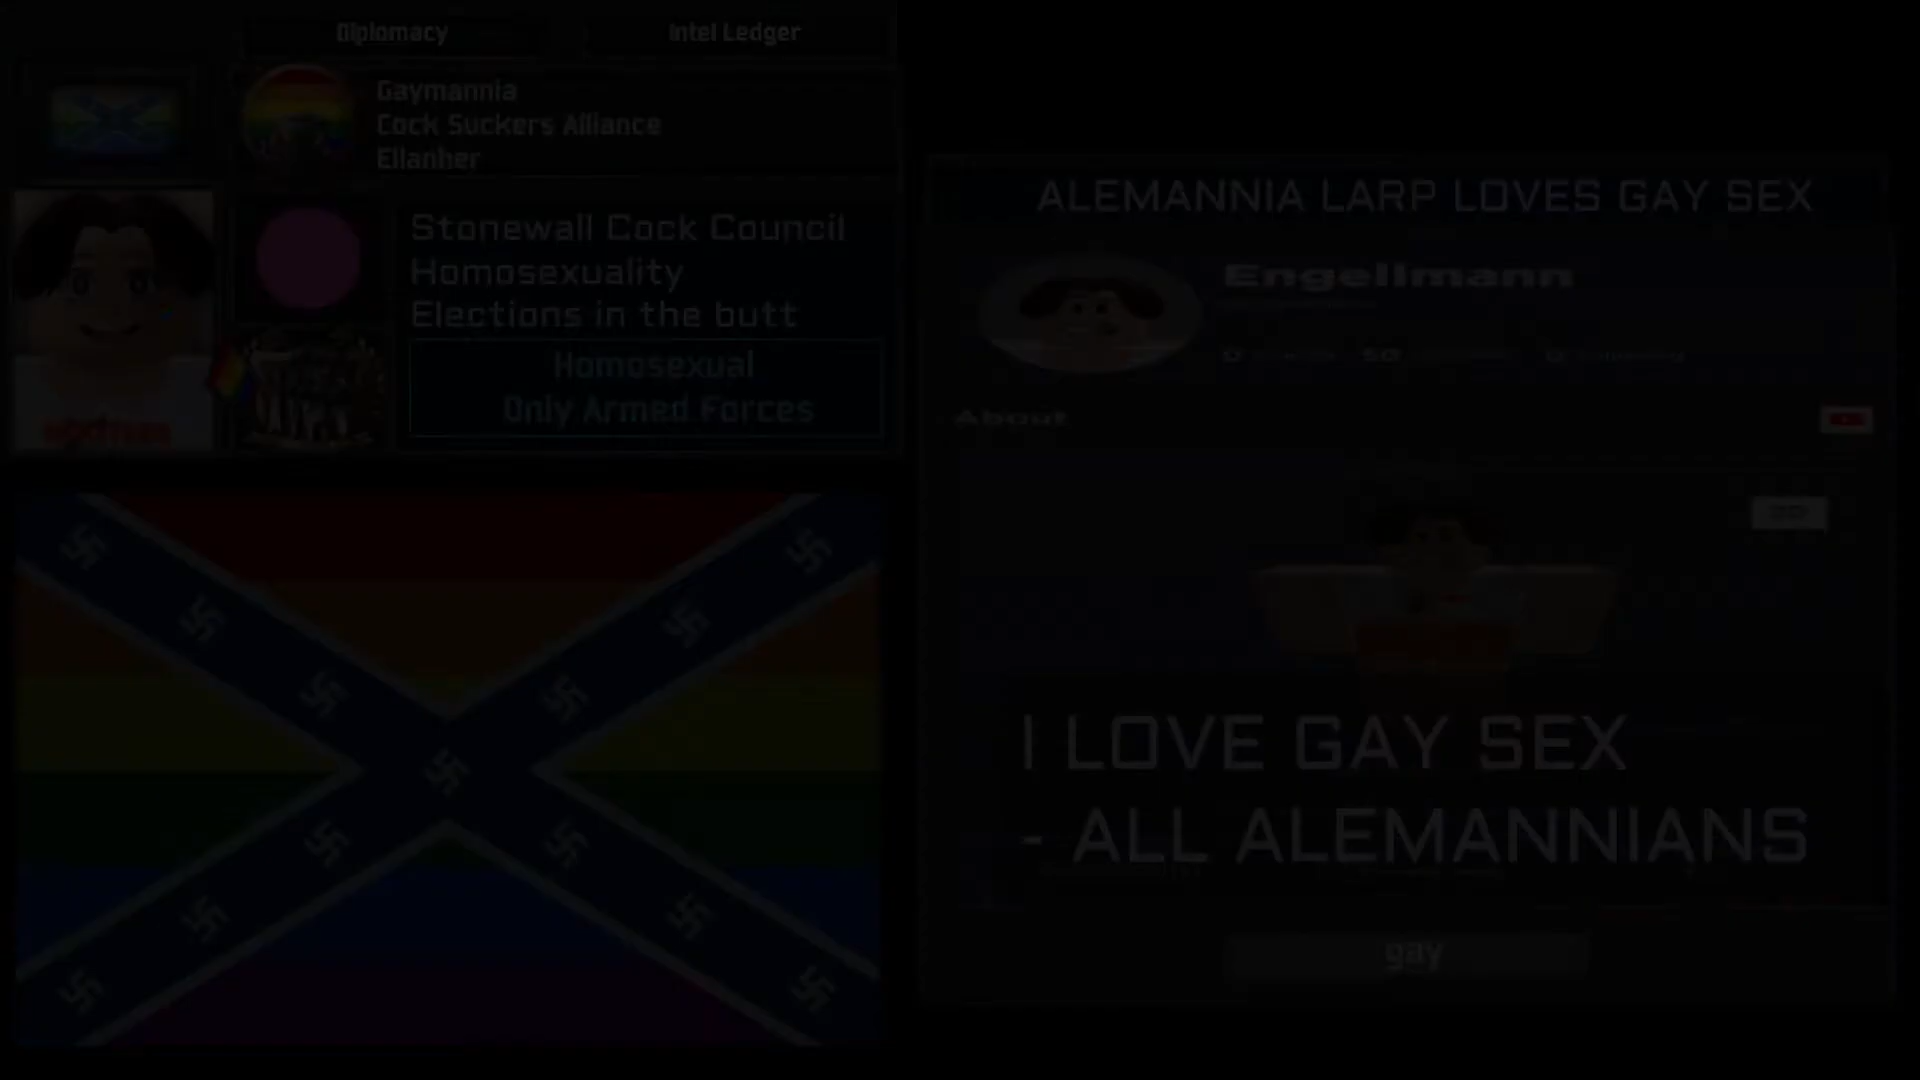 Diplomacy
Intel Ledger
Gaymannia
Cock Suckers Alliance
Ellanher
Stonewall Cock Council
Homosexuality
Elections in the butt
Homosexual
Only Armed Forces
ALEMANNIA LARP LOVES GAY SEX
Engellmann
About
I LOVE GAY SEX
- ALL ALEMANNIANS
gay